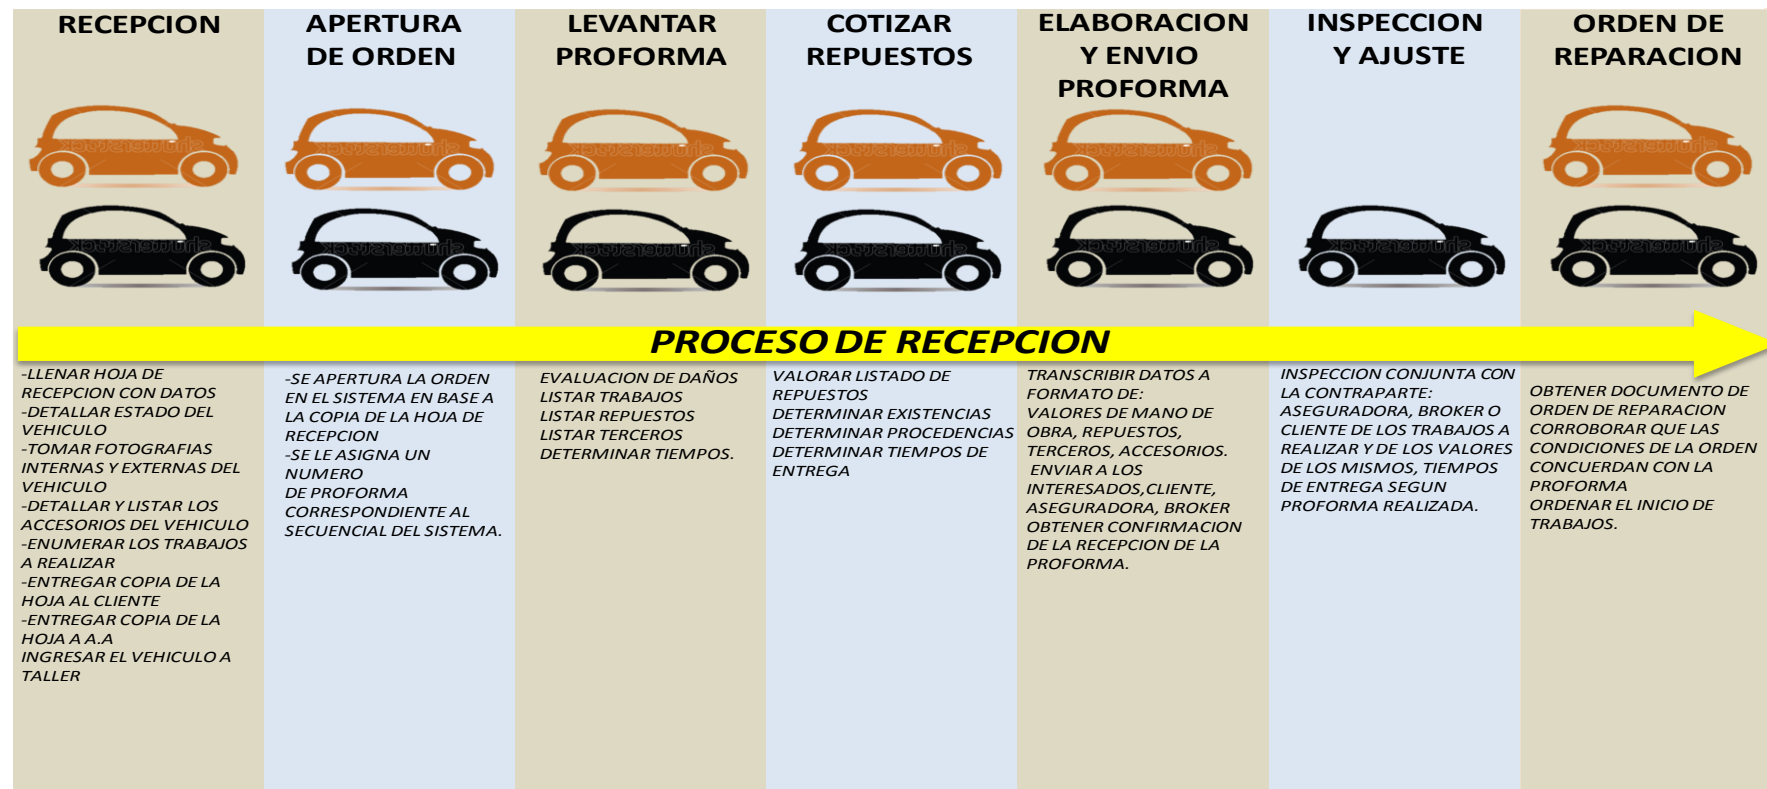 RECEPCION
APERTURA
DE ORDEN
LEVANTAR
PROFORMA
COTIZAR
REPUESTOS
ELABORACION
Y ENVIO
PROFORMA
INSPECCION
Y AJUSTE
ORDEN DE
REPARACION
PROCESO DE RECEPCION
-LLENAR HOJA DE
RECEPCION CON DATOS
-DETALLAR ESTADO DEL
VEHICULO
-TOMAR FOTOGRAFIAS
INTERNAS Y EXTERNAS DEL
VEHICULO
-DETALLAR Y LISTAR LOS
ACCESORIOS DEL VEHICULO
-ENUMERAR LOS TRABAJOS
A REALIZAR
-ENTREGAR COPIA DE LA
HOJA AL CLIENTE
-ENTREGAR COPIA DE LA
HOJA A A.A
INGRESAR EL VEHICULO A
TALLER
-SE APERTURA LA ORDEN
EN EL SISTEMA EN BASE A
LA COPIA DE LA HOJA DE
RECEPCION
-SE LE ASIGNA UN
NUMERO
DE PROFORMA
CORRESPONDIENTE AL
SECUENCIAL DEL SISTEMA.
EVALUACION DE DAÑOS
LISTAR TRABAJOS
LISTAR REPUESTOS
LISTAR TERCEROS
DETERMINAR TIEMPOS.
VALORAR LISTADO DE
REPUESTOS
DETERMINAR EXISTENCIAS
DETERMINAR PROCEDENCIAS
DETERMINAR TIEMPOS DE
ENTREGA
TRANSCRIBIR DATOS A
FORMATO DE:
VALORES DE MANO DE
OBRA, REPUESTOS,
TERCEROS, ACCESORIOS.
ENVIAR A LOS
INTERESADOS,CLIENTE,
ASEGURADORA, BROKER
OBTENER CONFIRMACION
DE LA RECEPCION DE LA
PROFORMA.
INSPECCION CONJUNTA CON
LA CONTRAPARTE:
ASEGURADORA, BROKER O
CLIENTE DE LOS TRABAJOS A
REALIZAR Y DE LOS VALORES
DE LOS MISMOS, TIEMPOS
DE ENTREGA SEGUN
PROFORMA REALIZADA.
OBTENER DOCUMENTO DE
ORDEN DE REPARACION
CORROBORAR QUE LAS
CONDICIONES DE LA ORDEN
CONCUERDAN CON LA
PROFORMA
ORDENAR EL INICIO DE
TRABAJOS.